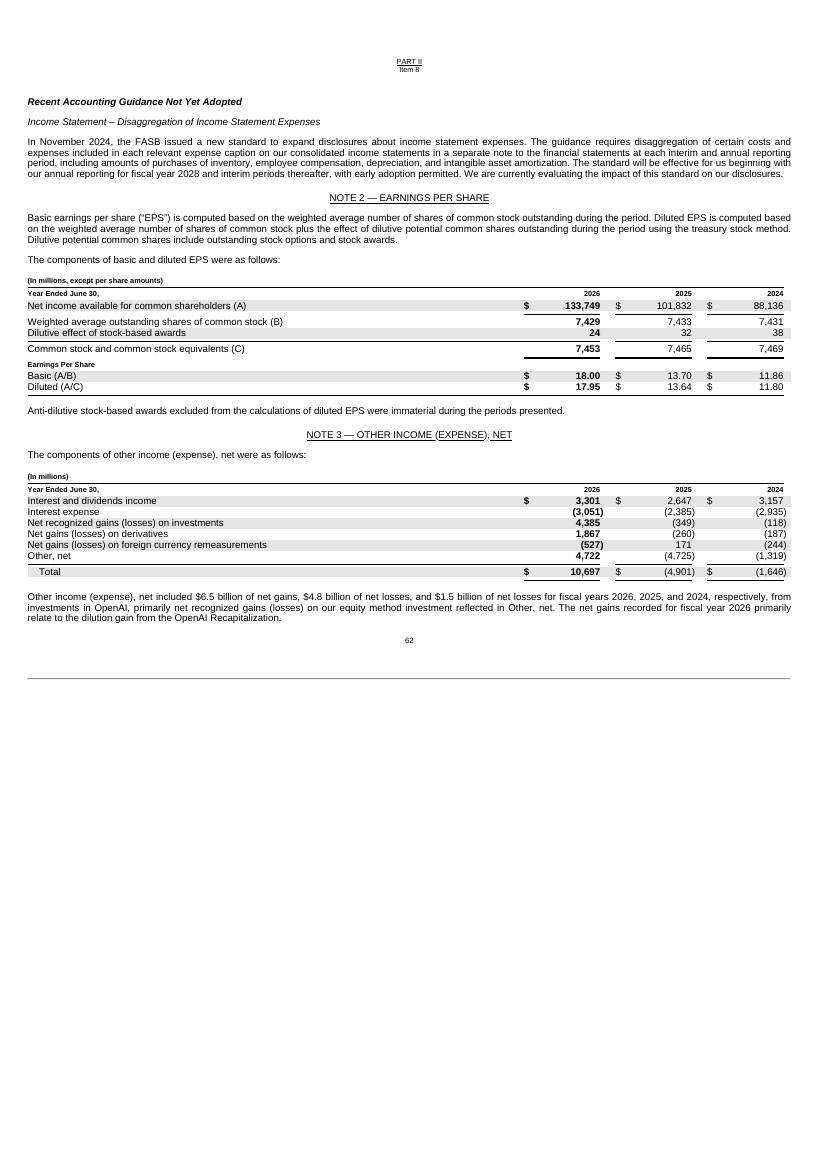 PART II
Item 8
Recent Accounting Guidance Not Yet Adopted
Income Statement – Disaggregation of Income Statement Expenses
In November 2024, the FASB issued a new standard to expand disclosures about income statement expenses. The guidance requires disaggregation of certain costs and
expenses included in each relevant expense caption on our consolidated income statements in a separate note to the financial statements at each interim and annual reporting
period, including amounts of purchases of inventory, employee compensation, depreciation, and intangible asset amortization. The standard will be effective for us beginning with
our annual reporting for fiscal year 2028 and interim periods thereafter, with early adoption permitted. We are currently evaluating the impact of this standard on our disclosures.
NOTE 2 — EARNINGS PER SHARE
Basic earnings per share (“EPS”) is computed based on the weighted average number of shares of common stock outstanding during the period. Diluted EPS is computed based
on the weighted average number of shares of common stock plus the effect of dilutive potential common shares outstanding during the period using the treasury stock method.
Dilutive potential common shares include outstanding stock options and stock awards.
The components of basic and diluted EPS were as follows:
(In millions, except per share amounts)
Year Ended June 30, 2026 2025 2024
Net income available for common shareholders (A) $ 133,749 $ 101,832 $ 88,136
Weighted average outstanding shares of common stock (B) 7,429 7,433 7,431
Dilutive effect of stock-based awards 24 32 38
Common stock and common stock equivalents (C) 7,453 7,465 7,469
Earnings Per Share
Basic (A/B) $ 18.00 $ 13.70 $ 11.86
Diluted (A/C) $ 17.95 $ 13.64 $ 11.80
Anti-dilutive stock-based awards excluded from the calculations of diluted EPS were immaterial during the periods presented.
NOTE 3 — OTHER INCOME (EXPENSE), NET
The components of other income (expense), net were as follows:
(In millions)
Year Ended June 30, 2026 2025 2024
Interest and dividends income $ 3,301 $ 2,647 $ 3,157
Interest expense (3,051) (2,385) (2,935)
Net recognized gains (losses) on investments 4,385 (349) (118)
Net gains (losses) on derivatives 1,867 (260) (187)
Net gains (losses) on foreign currency remeasurements (527) 171 (244)
Other, net 4,722 (4,725) (1,319)
Total $ 10,697 $ (4,901) $ (1,646)
Other income (expense), net included $6.5 billion of net gains, $4.8 billion of net losses, and $1.5 billion of net losses for fiscal years 2026, 2025, and 2024, respectively, from
investments in OpenAI, primarily net recognized gains (losses) on our equity method investment reflected in Other, net. The net gains recorded for fiscal year 2026 primarily
relate to the dilution gain from the OpenAI Recapitalization.
62